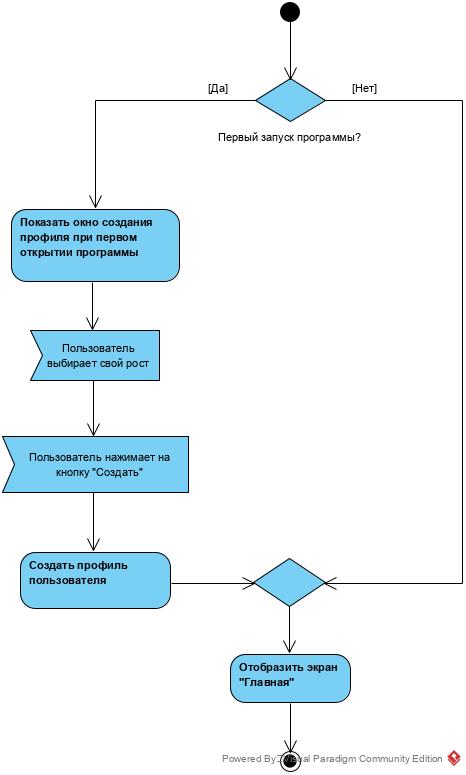 [Да]
[Нет]
Первый запуск программы?
Показать окно создания
профиля при первом
открытии программы
Пользователь
выбирает свой рост
Пользователь нажимает на
кнопку "Создать"
Создать профиль
пользователя
Отобразить экран
"Главная"
Powered By Visual Paradigm Community Edition